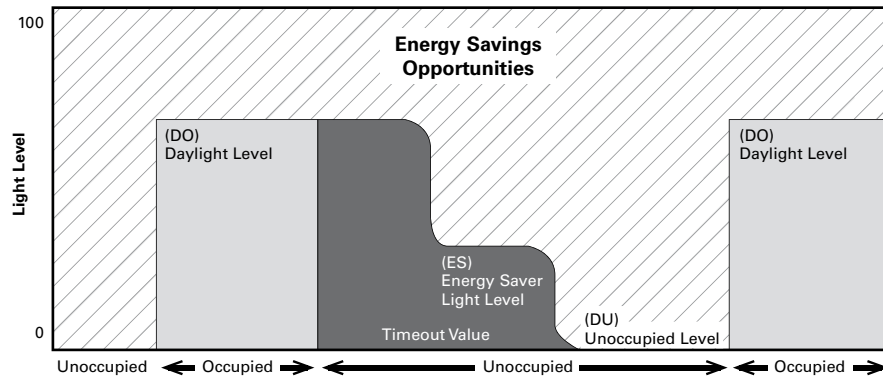 100
Energy Savings
Opportunities
(DO)
Daylight Level
(DO)
Daylight Level
Light Level
(ES)
Energy Saver
Light Level
(DU)
Unoccupied Level
Timeout Value
0
Unoccupied
Occupied
Unoccupied
Occupied